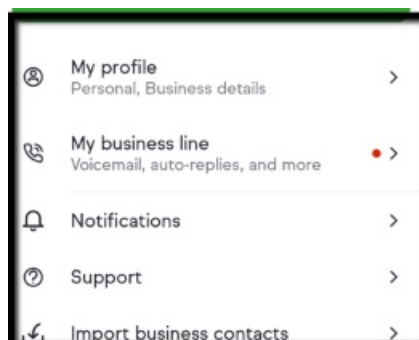 My profile
Personal, Business details
My business line
Voicemail, auto-replies, and more
Notifications
Support
Import business contacts